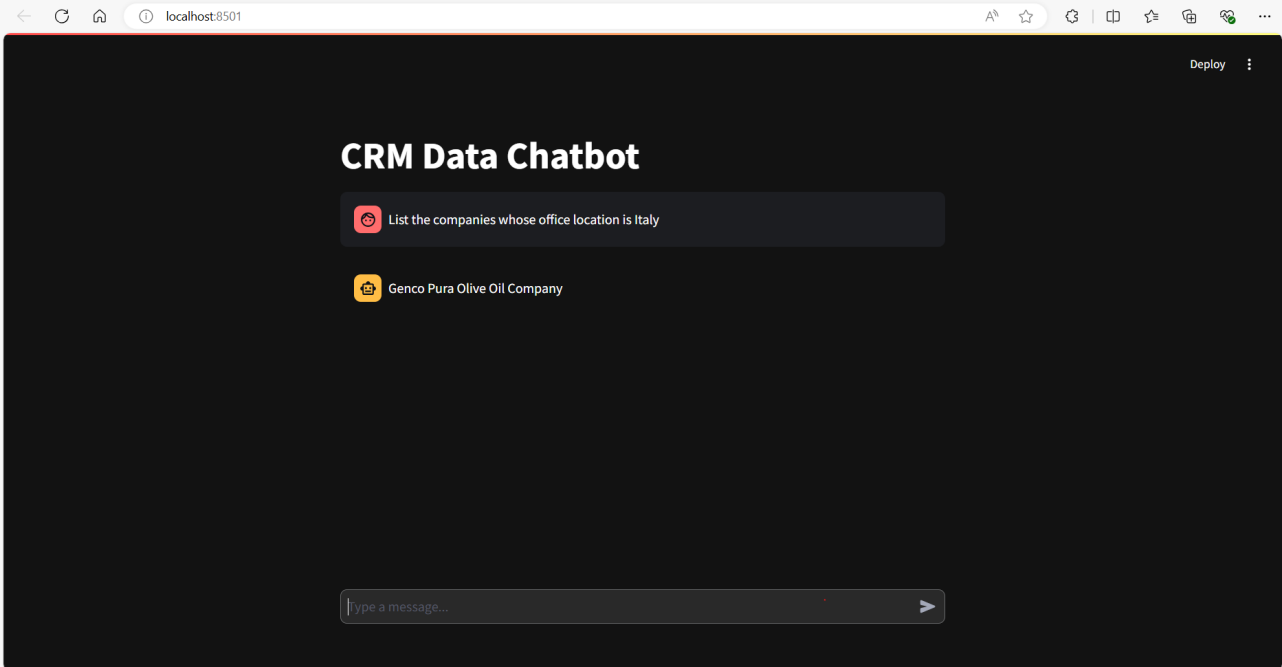 localhost:8501
Deploy
CRM Data Chatbot
List the companies whose office location is Italy
Genco Pura Olive Oil Company
Type a message...